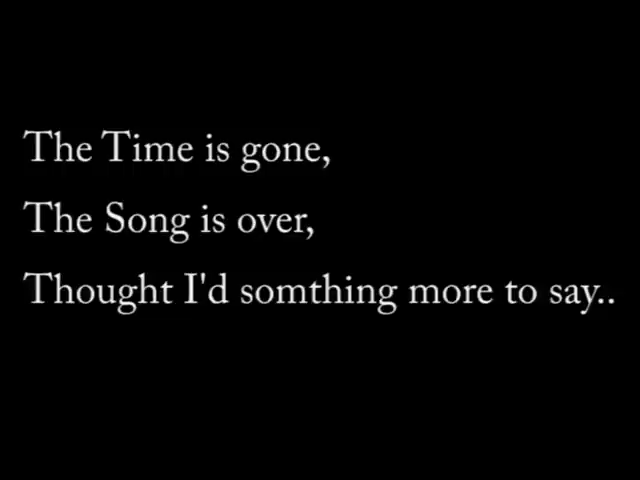 The Time is gone,
The Song is over,
Thought I'd somthing more to say..